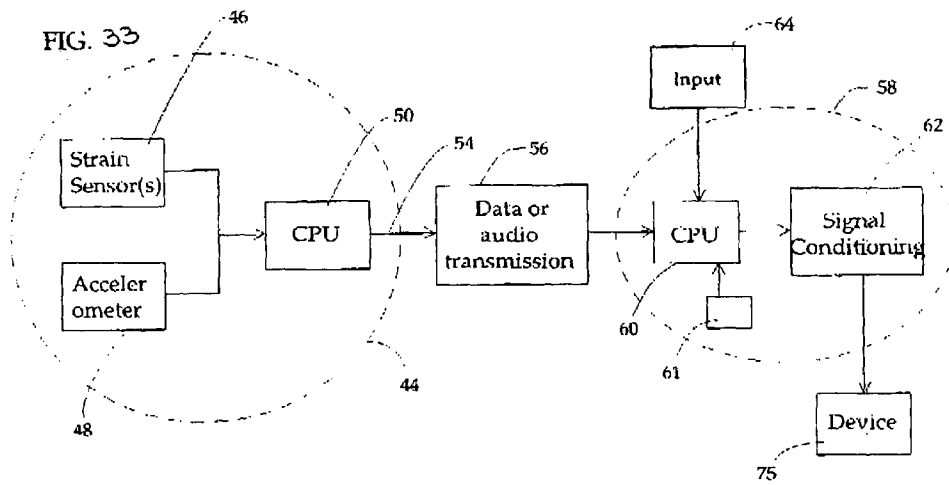 FIG. 33
46
64
Input
58
62
50
54
56
Strain
Sensor(s)
CPU
Data or
audio
transmission
CPU
Signal
Conditioning
Acceler
ometer
60
61
44
48
Device
75